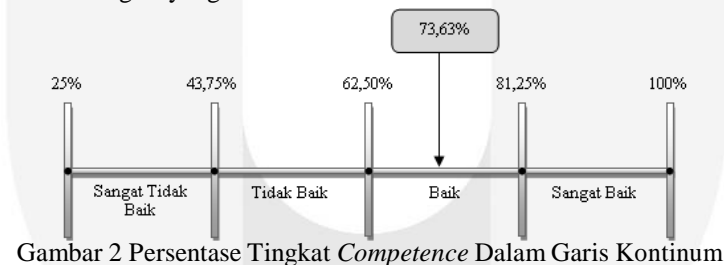 73,63%
25% 43,75% 62,50% 81,25% 100%
Sangat Tidak Baik Tidak Baik Baik Sangat Baik
Gambar 2 Persentase Tingkat Competence Dalam Garis Kontinum